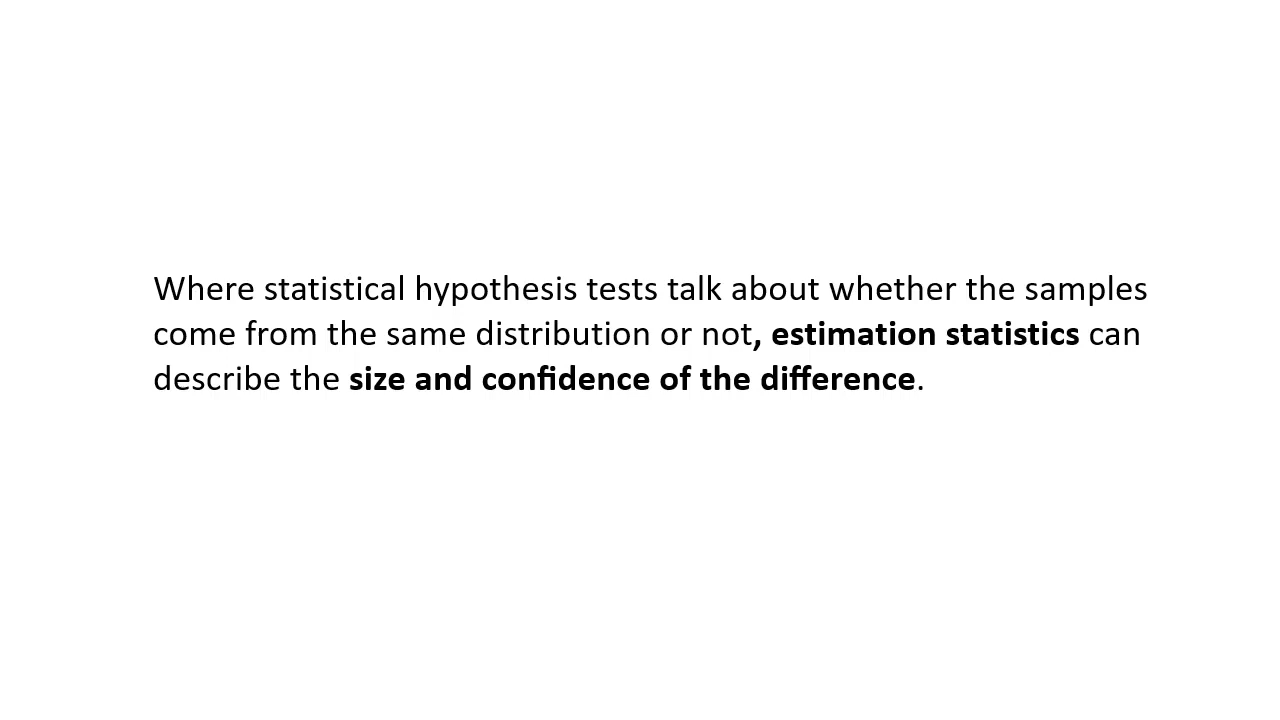 Where statistical hypothesis tests talk about whether the samples
come from the same distribution or not, estimation statistics can
describe the size and confidence of the difference.